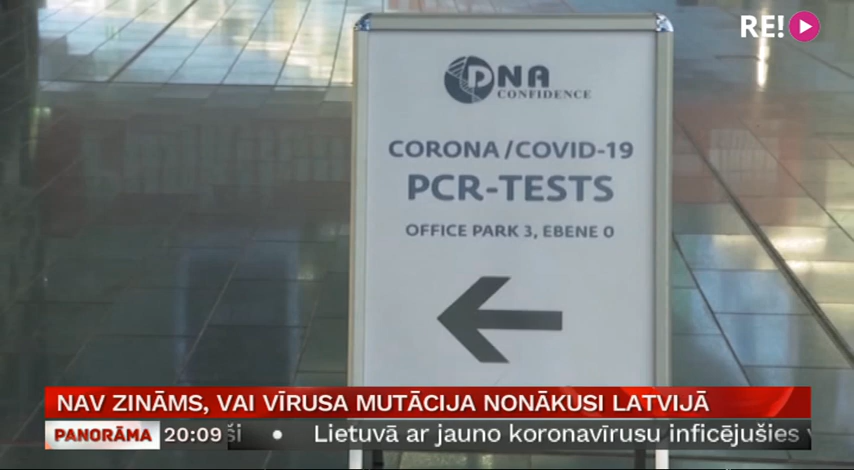 RE!
DNA
CONFIDENCE
CORONA/COVID-19
PCR-TESTS
OFFICE PARK 3, EBENE 0
NAV ZINĀMS, VAI VĪRUSA MUTĀCIJA NONĀKUSI LATVIJĀ
PANORĀMA 20:09 ši • Lietuvā ar jauno koronavīrusu inficējušies v